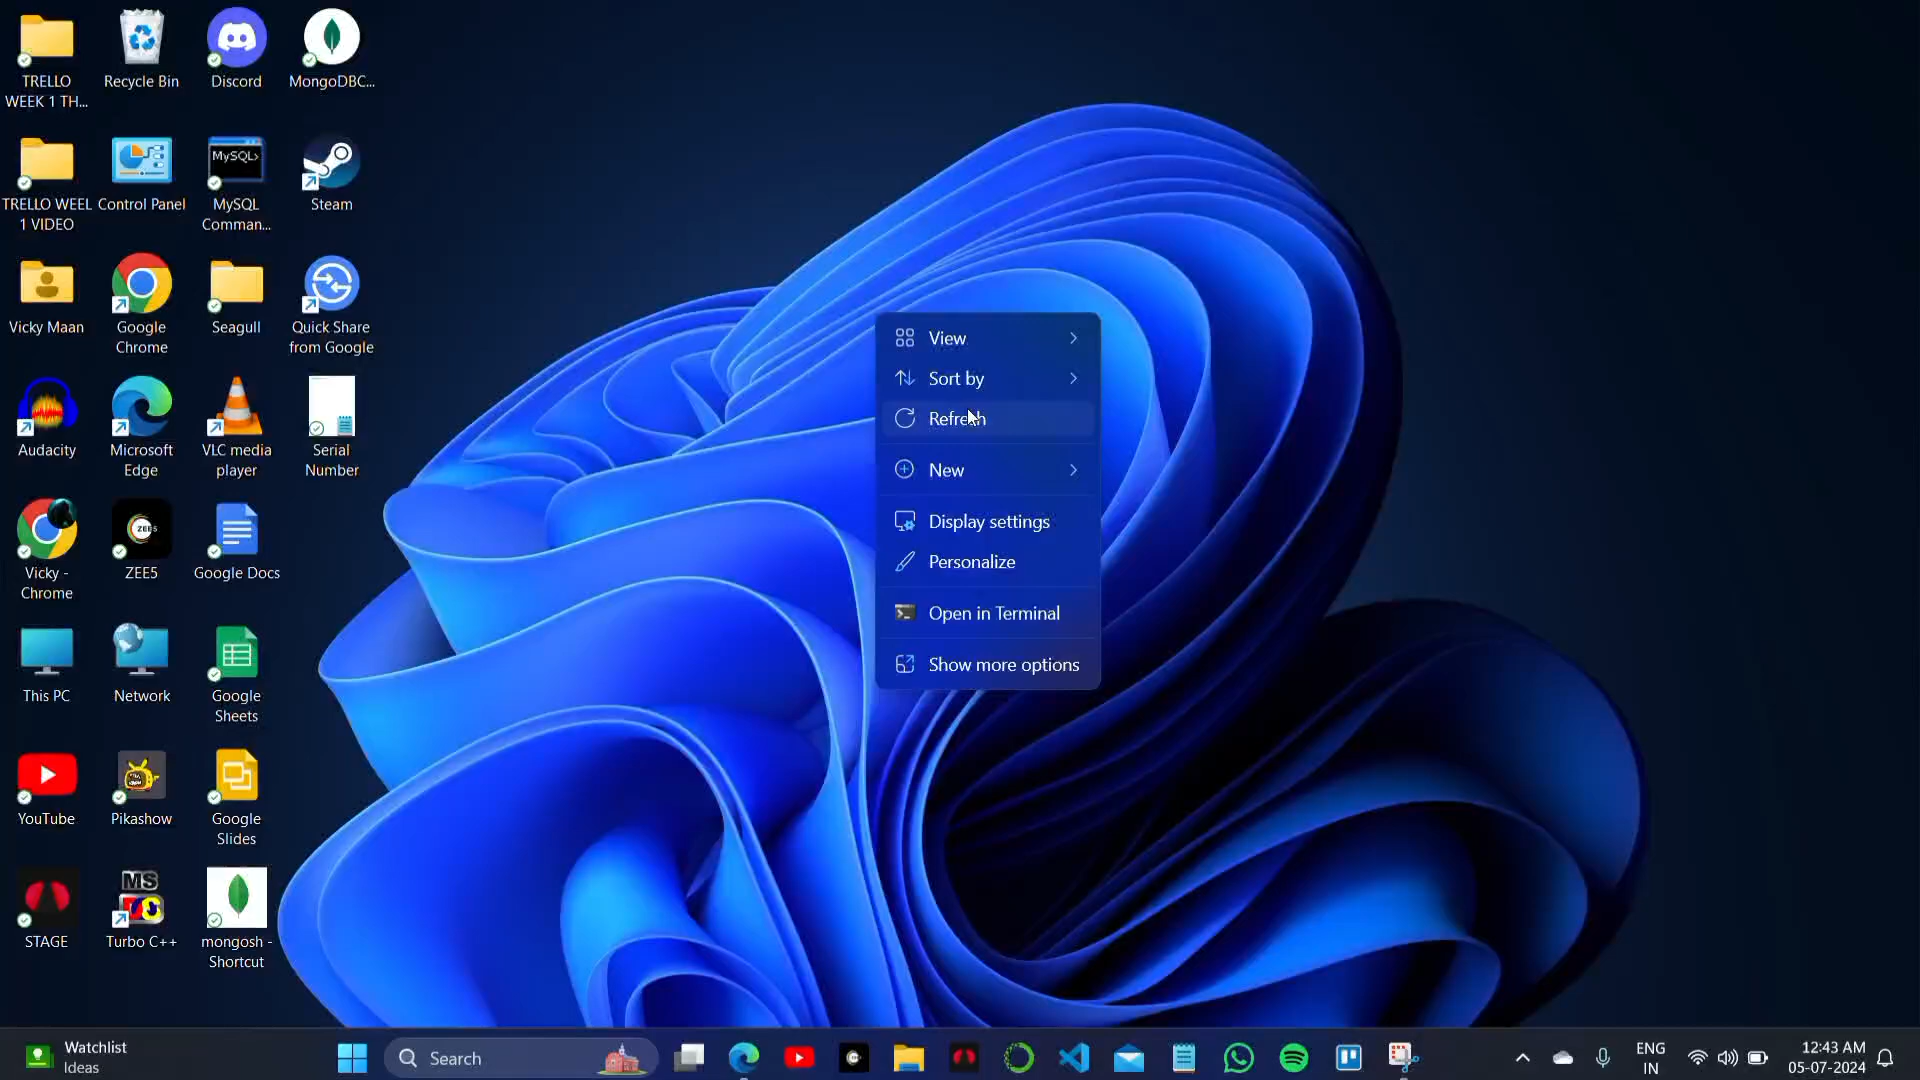 TRELLO
WEEK 1 TH...
Recycle Bin
Discord
MongoDBC...
TRELLO WEEL
1 VIDEO
Control Panel
MySQL>
MySQL
Comman...
Steam
Vicky Maan
Google
Chrome
Seagull
Quick Share
from Google
Audacity
Microsoft
Edge
VLC media
player
Serial
Number
Vicky -
Chrome
ZEE5
ZEE5
Google Docs
This PC
Network
Google
Sheets
YouTube
Pikashow
Google
Slides
STAGE
MS
Turbo C++
mongosh -
Shortcut
View
Sort by
Refresh
New
Display settings
Personalize
Open in Terminal
Show more options
Watchlist
Ideas
Search
ENG
IN
12:43 AM
05-07-2024